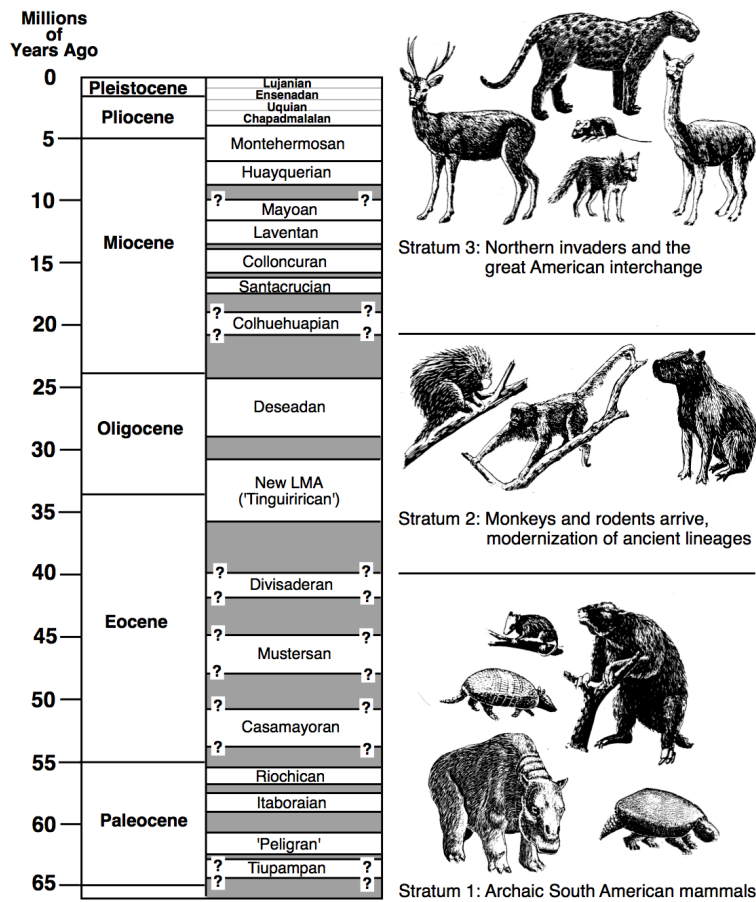 Millions
of
Years Ago
0
5
10
15
20
25
30
35
40
45
50
55
60
65
Pleistocene
Pliocene
Miocene
Oligocene
Eocene
Paleocene
Lujanian
Ensenadan
Uquian
Chapadmalalan
Montehermosan
Huayquerian
? ?
Mayoan
Laventan
Colloncuran
Santacrucian
? ?
Colhuehuapian
? ?
Deseadan
New LMA
('Tinguirirican')
? ?
Divisaderan
? ?
? ?
Mustersan
? ?
? ?
Casamayoran
? ?
Riochican
Itaboraian
'Peligran'
? ?
Tiupampan
? ?
Stratum 3: Northern invaders and the
great American interchange
Stratum 2: Monkeys and rodents arrive,
modernization of ancient lineages
Stratum 1: Archaic South American mammals